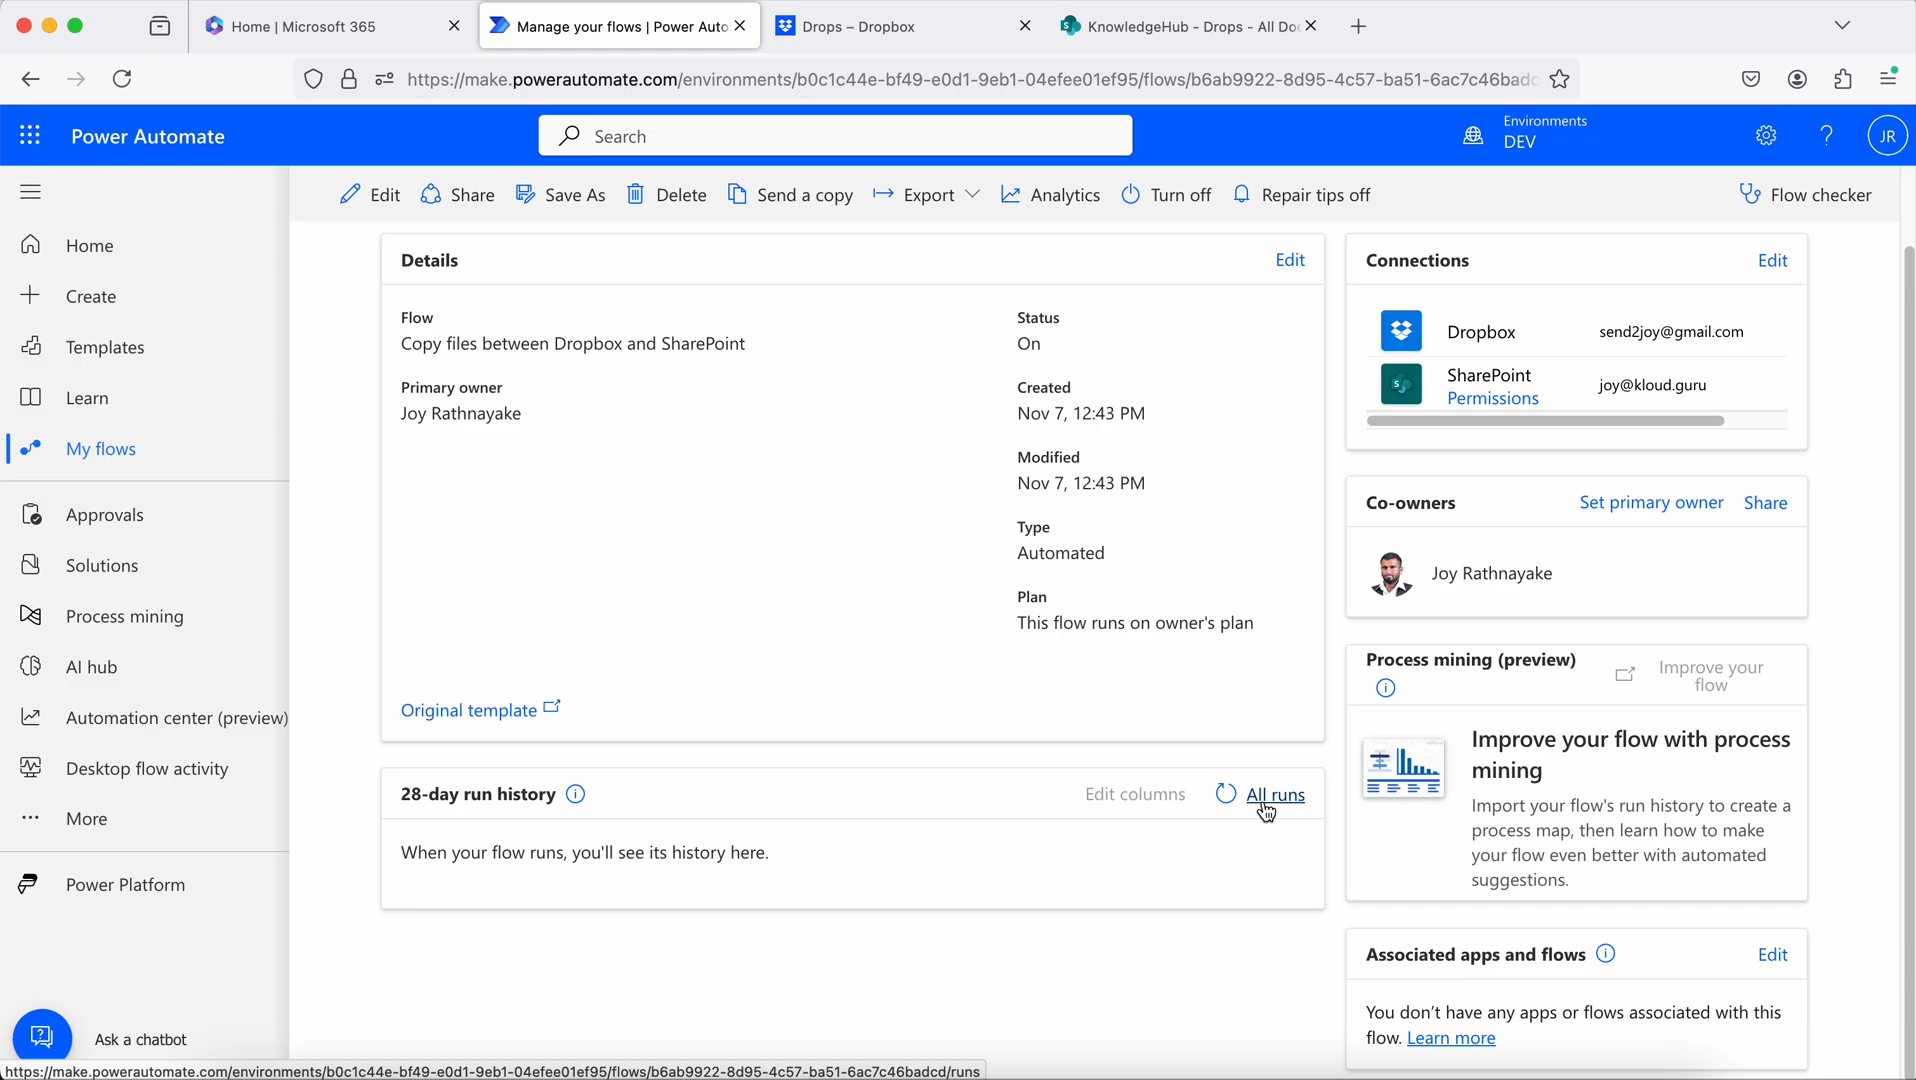 Home | Microsoft 365
Manage your flows | Power Auto
Drops – Dropbox
KnowledgeHub - Drops - All Doc
https://make.powerautomate.com/environments/b0c1c44e-bf49-e0d1-9eb1-04efee01ef95/flows/b6ab9922-8d95-4c57-ba51-6ac7c46badc
Power Automate
Search
Environments
DEV
JR
Edit
Share
Save As
Delete
Send a copy
Export
Analytics
Turn off
Repair tips off
Flow checker
Home
Create
Templates
Learn
My flows
Approvals
Solutions
Process mining
AI hub
Automation center (preview)
Desktop flow activity
More
Power Platform
Ask a chatbot
Details
Edit
Flow
Copy files between Dropbox and SharePoint
Primary owner
Joy Rathnayake
Status
On
Created
Nov 7, 12:43 PM
Modified
Nov 7, 12:43 PM
Type
Automated
Plan
This flow runs on owner's plan
Original template
28-day run history
Edit columns
All runs
When your flow runs, you'll see its history here.
Connections
Edit
Dropbox
send2joy@gmail.com
SharePoint
Permissions
joy@kloud.guru
Co-owners
Set primary owner
Share
Joy Rathnayake
Process mining (preview)
Improve your
flow
Improve your flow with process
mining
Import your flow's run history to create a
process map, then learn how to make
your flow even better with automated
suggestions.
Associated apps and flows
Edit
You don't have any apps or flows associated with this
flow. Learn more
https://make.powerautomate.com/environments/b0c1c44e-bf49-e0d1-9eb1-04efee01ef95/flows/b6ab9922-8d95-4c57-ba51-6ac7c46badcd/runs